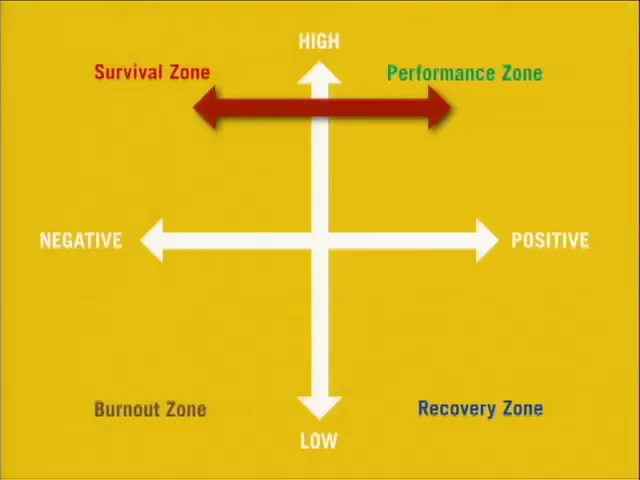 HIGH
Survival Zone
Performance Zone
NEGATIVE
POSITIVE
Burnout Zone
Recovery Zone
LOW